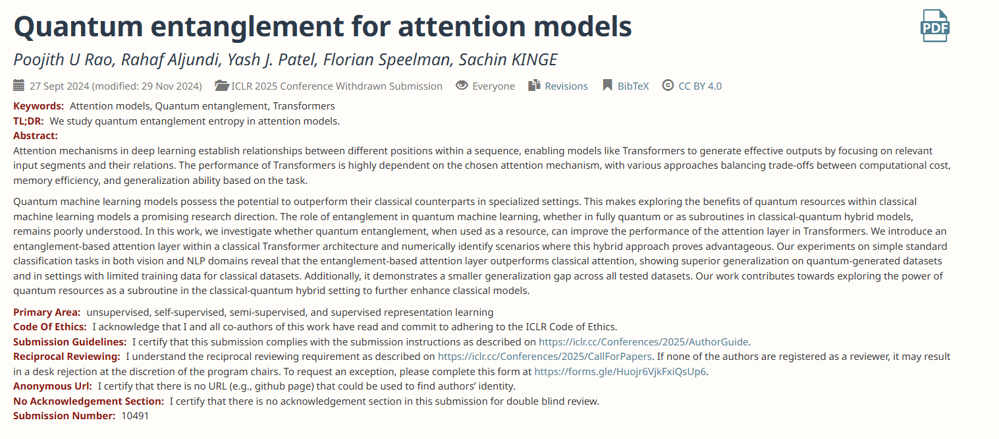 Quantum entanglement for attention models
PDF
Poojith U Rao, Rahaf Aljundi, Yash J. Patel, Florian Speelman, Sachin KINGE
27 Sept 2024 (modified: 29 Nov 2024) ICLR 2025 Conference Withdrawn Submission Everyone Revisions BibTeX CC BY 4.0
Keywords: Attention models, Quantum entanglement, Transformers
TL;DR: We study quantum entanglement entropy in attention models.
Abstract:
Attention mechanisms in deep learning establish relationships between different positions within a sequence, enabling models like Transformers to generate effective outputs by focusing on relevant
input segments and their relations. The performance of Transformers is highly dependent on the chosen attention mechanism, with various approaches balancing trade-offs between computational cost,
memory efficiency, and generalization ability based on the task.
Quantum machine learning models possess the potential to outperform their classical counterparts in specialized settings. This makes exploring the benefits of quantum resources within classical
machine learning models a promising research direction. The role of entanglement in quantum machine learning, whether in fully quantum or as subroutines in classical-quantum hybrid models,
remains poorly understood. In this work, we investigate whether quantum entanglement, when used as a resource, can improve the performance of the attention layer in Transformers. We introduce an
entanglement-based attention layer within a classical Transformer architecture and numerically identify scenarios where this hybrid approach proves advantageous. Our experiments on simple standard
classification tasks in both vision and NLP domains reveal that the entanglement-based attention layer outperforms classical attention, showing superior generalization on quantum-generated datasets
and in settings with limited training data for classical datasets. Additionally, it demonstrates a smaller generalization gap across all tested datasets. Our work contributes towards exploring the power of
quantum resources as a subroutine in the classical-quantum hybrid setting to further enhance classical models.
Primary Area: unsupervised, self-supervised, semi-supervised, and supervised representation learning
Code Of Ethics: I acknowledge that I and all co-authors of this work have read and commit to adhering to the ICLR Code of Ethics.
Submission Guidelines: I certify that this submission complies with the submission instructions as described on https://iclr.cc/Conferences/2025/AuthorGuide.
Reciprocal Reviewing: I understand the reciprocal reviewing requirement as described on https://iclr.cc/Conferences/2025/CallForPapers. If none of the authors are registered as a reviewer, it may result
in a desk rejection at the discretion of the program chairs. To request an exception, please complete this form at https://forms.gle/Huojr6VjkFxiQsUp6.
Anonymous Url: I certify that there is no URL (e.g., github page) that could be used to find authors’ identity.
No Acknowledgement Section: I certify that there is no acknowledgement section in this submission for double blind review.
Submission Number: 10491